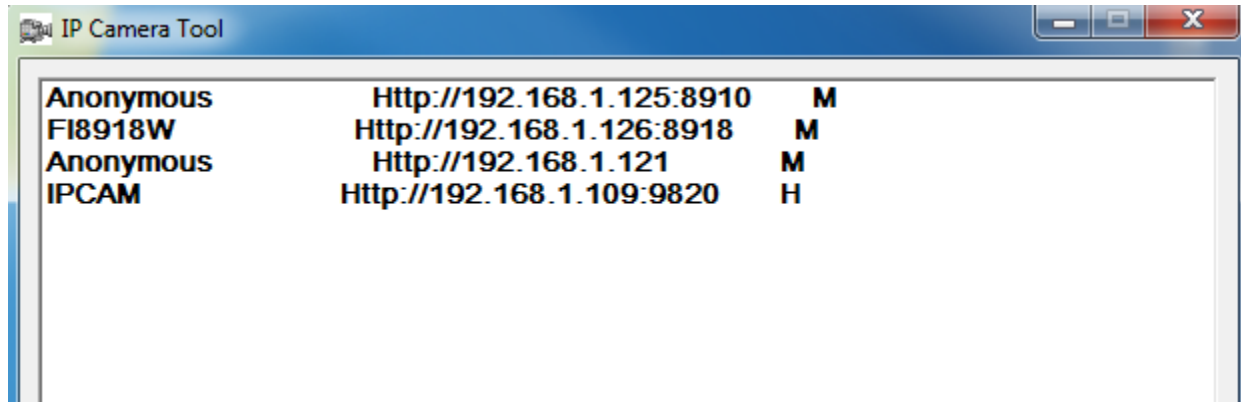 IP Camera Tool
Anonymous Http://192.168.1.125:8910 M
FI8918W Http://192.168.1.126:8918 M
Anonymous Http://192.168.1.121 M
IPCAM Http://192.168.1.109:9820 H